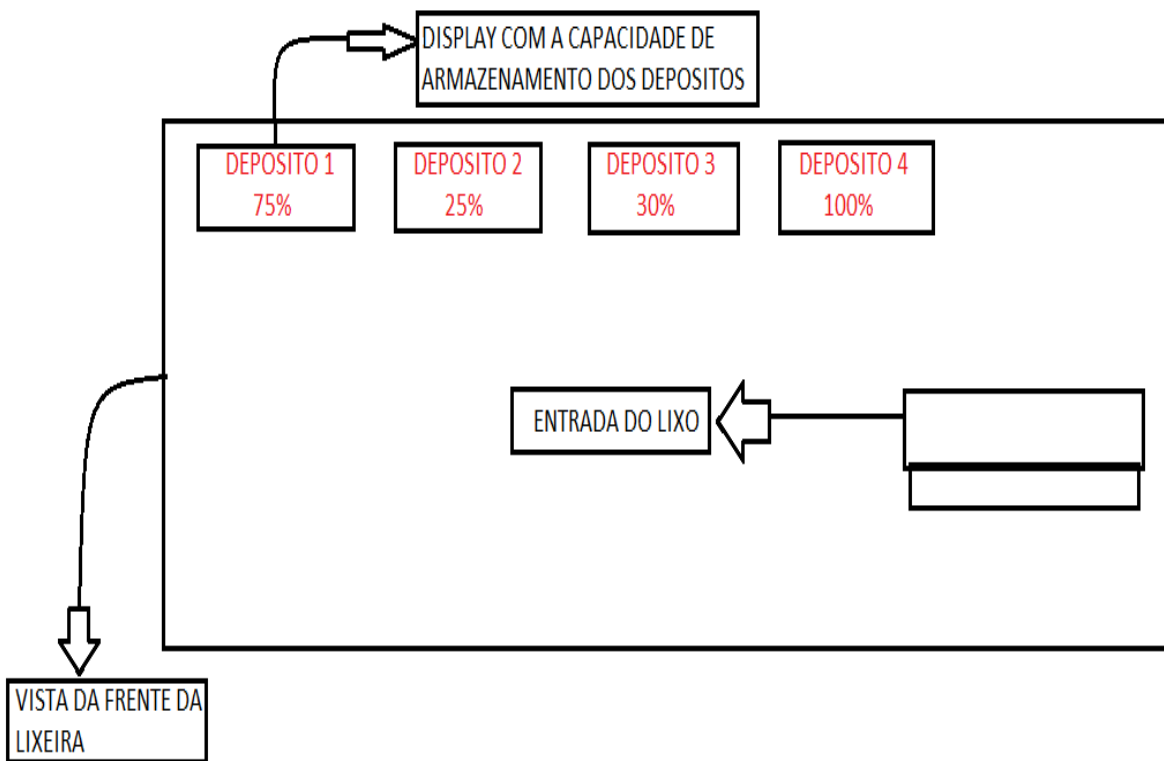 DISPLAY COM A CAPACIDADE DE
ARMAZENAMENTO DOS DEPOSITOS
DEPOSITO 1
75%
DEPOSITO 2
25%
DEPOSITO 3
30%
DEPOSITO 4
100%
ENTRADA DO LIXO
VISTA DA FRENTE DA
LIXEIRA